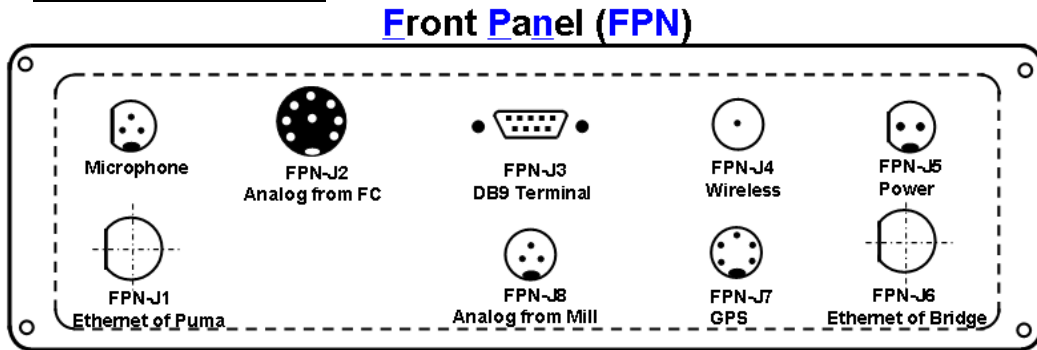 Front Panel (FPN)
Microphone
FPN-J2
Analog from FC
FPN-J3
DB9 Terminal
FPN-J4
Wireless
FPN-J5
Power
FPN-J1
Ethernet of Puma
FPN-J8
Analog from Mill
FPN-J7
GPS
FPN-J6
Ethernet of Bridge